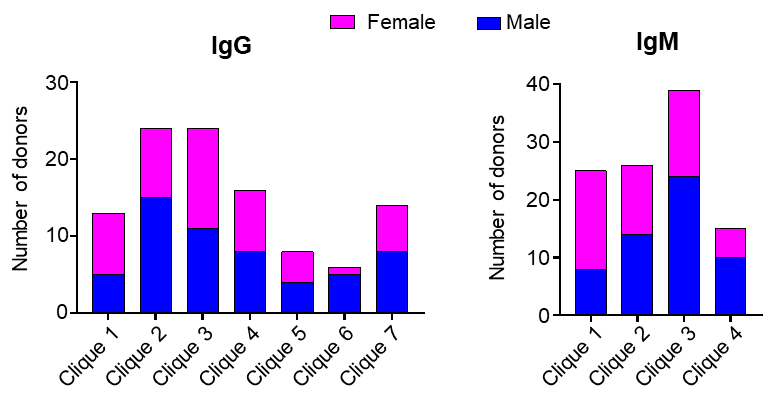 Female
Male
IgG
Number of donors
30
20
10
0
Clique 1
Clique 2
Clique 3
Clique 4
Clique 5
Clique 6
Clique 7
IgM
Number of donors
40
30
20
10
0
Clique 1
Clique 2
Clique 3
Clique 4